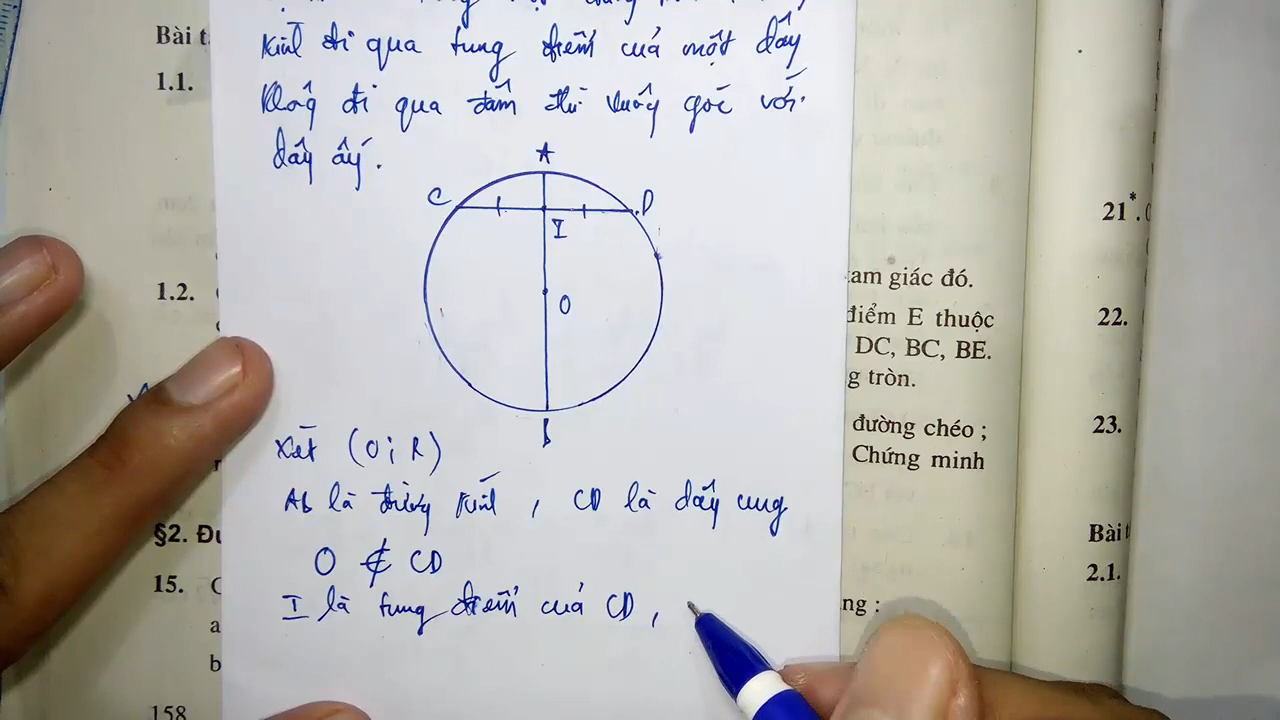 Bài t
1.1.
kính đi qua trung điểm của một dây
không đi qua tâm thì vuông góc với
dây ấy.
A
C
D
I
21*.
1.2.
O
tam giác đó.
điểm E thuộc
22.
DC, BC, BE.
g tròn.
B
đường chéo ;
23.
Chứng minh
Xét (O; R)
AB là đường kính , CD là dây cung
§2.
Bài t
O ∉ CD
2.1.
15.
I là trung điểm của CD ,
ng :
a
b
158